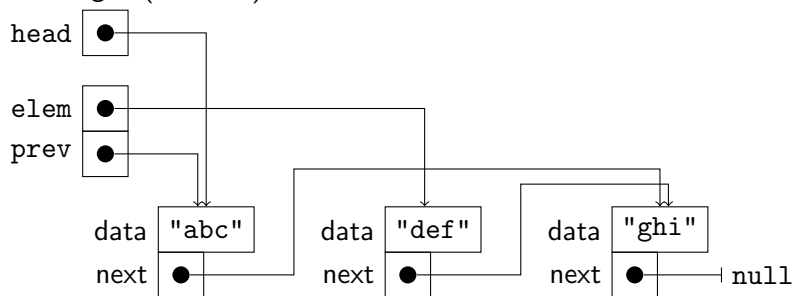 head
elem
prev
data "abc" data "def" data "ghi"
next next next null